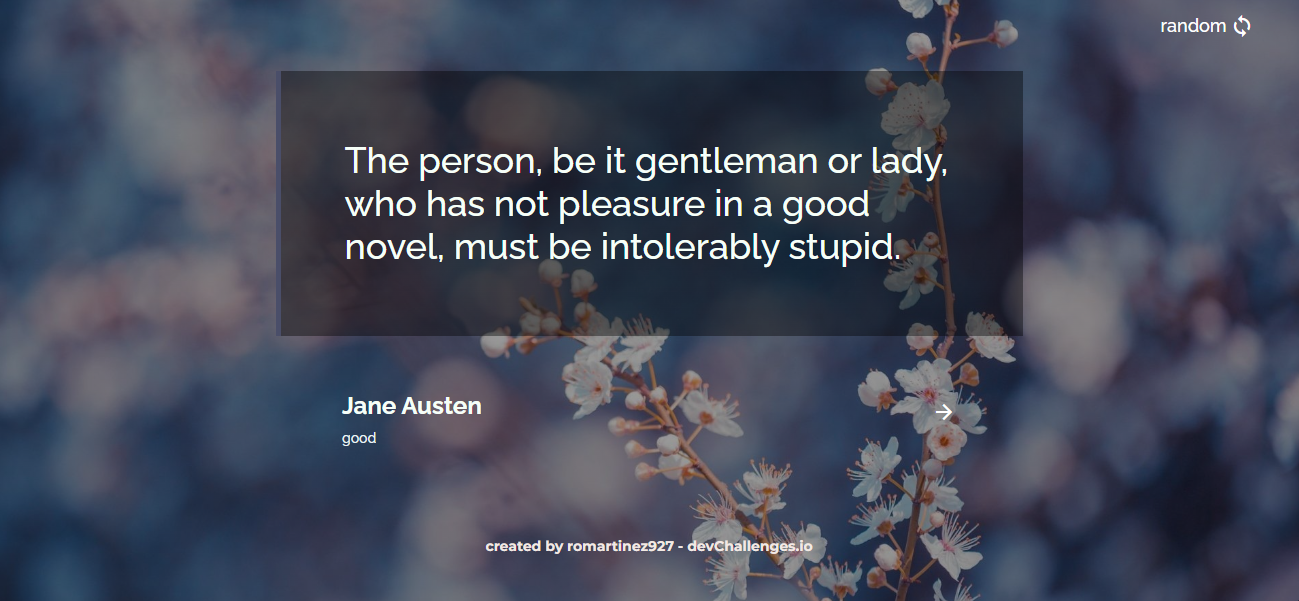 random
The person, be it gentleman or lady,
who has not pleasure in a good
novel, must be intolerably stupid.
Jane Austen
good
created by romartinez927 - devChallenges.io